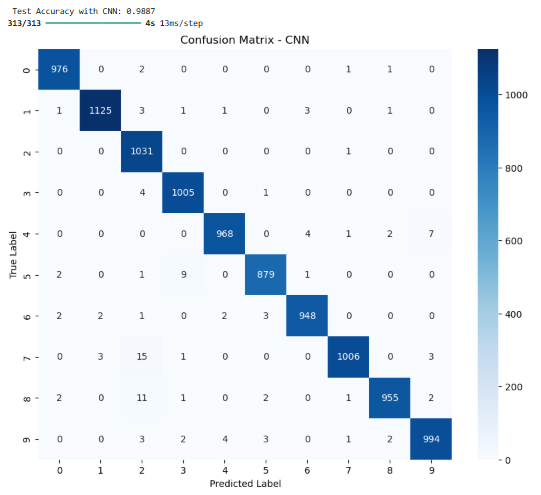 Test Accuracy with CNN: 0.9887
313/313 ━━━━━━━━━━━━━━━━━━━━ 4s 13ms/step
Confusion Matrix - CNN
0 976 0 2 0 0 0 0 1 1 0
1 1 1125 3 1 1 0 3 0 1 0
2 0 0 1031 0 0 0 0 1 0 0
3 0 0 4 1005 0 1 0 0 0 0
4 0 0 0 0 968 0 4 1 2 7
5 2 0 1 9 0 879 1 0 0 0
6 2 2 1 0 2 3 948 0 0 0
7 0 3 15 1 0 0 0 1006 0 3
8 2 0 11 1 0 2 0 1 955 2
9 0 0 3 2 4 3 0 1 2 994
0 1 2 3 4 5 6 7 8 9
Predicted Label
True Label
1000
800
600
400
200
0